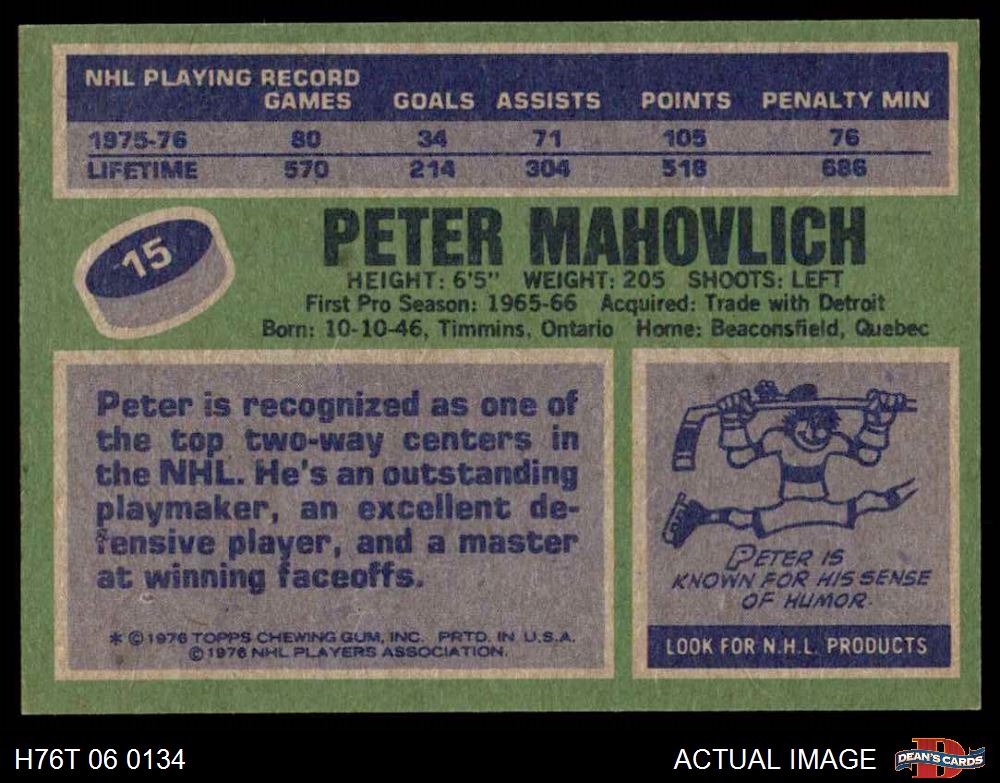 NHL PLAYING RECORD
GAMES GOALS ASSISTS POINTS PENALTY MIN
1975-76 80 34 71 105 76
LIFETIME 570 214 304 518 686
15
PETER MAHOVLICH
HEIGHT: 6'5" WEIGHT: 205 SHOOTS: LEFT
First Pro Season: 1965-66 Acquired: Trade with Detroit
Born: 10-10-46, Timmins, Ontario Home: Beaconsfield, Quebec
Peter is recognized as one of
the top two-way centers in
the NHL. He's an outstanding
playmaker, an excellent de-
fensive player, and a master
at winning faceoffs.
* © 1976 TOPPS CHEWING GUM, INC. PRTD. IN U.S.A.
© 1976 NHL PLAYERS ASSOCIATION.
PETER IS
KNOWN FOR HIS SENSE
OF HUMOR.
LOOK FOR N.H.L. PRODUCTS
H76T 06 0134
ACTUAL IMAGE
D
DEAN'S CARDS